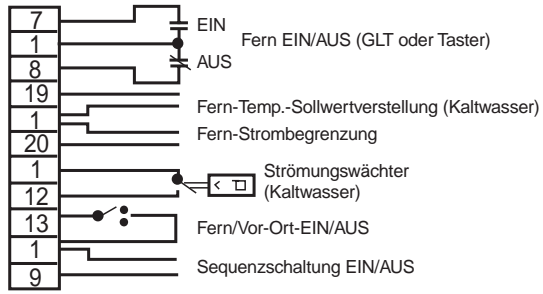 7
EIN
1
Fern EIN/AUS (GLT oder Taster)
8
AUS
19
Fern-Temp.-Sollwertverstellung (Kaltwasser)
1
Fern-Strombegrenzung
20
1
Strömungswächter
(Kaltwasser)
12
13
Fern/Vor-Ort-EIN/AUS
1
Sequenzschaltung EIN/AUS
9